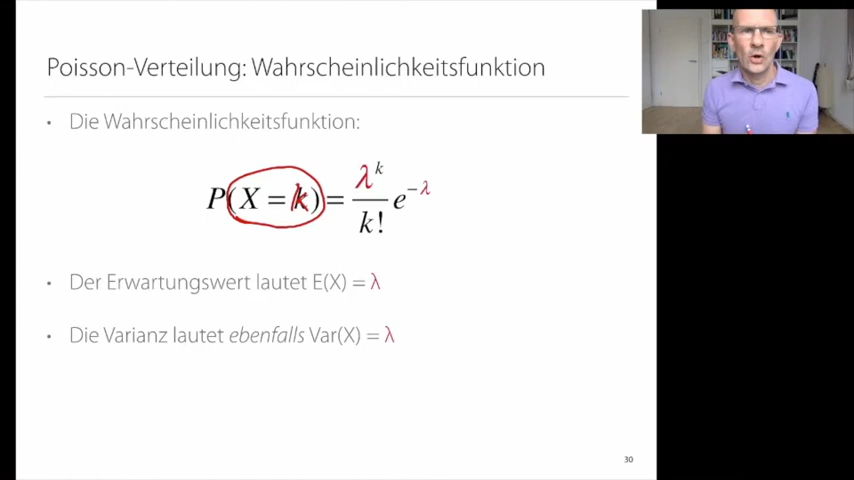 Poisson-Verteilung: Wahrscheinlichkeitsfunktion
• Die Wahrscheinlichkeitsfunktion:
P(X = k) = λ^k / k! e^−λ
• Der Erwartungswert lautet E(X) = λ
• Die Varianz lautet ebenfalls Var(X) = λ
30